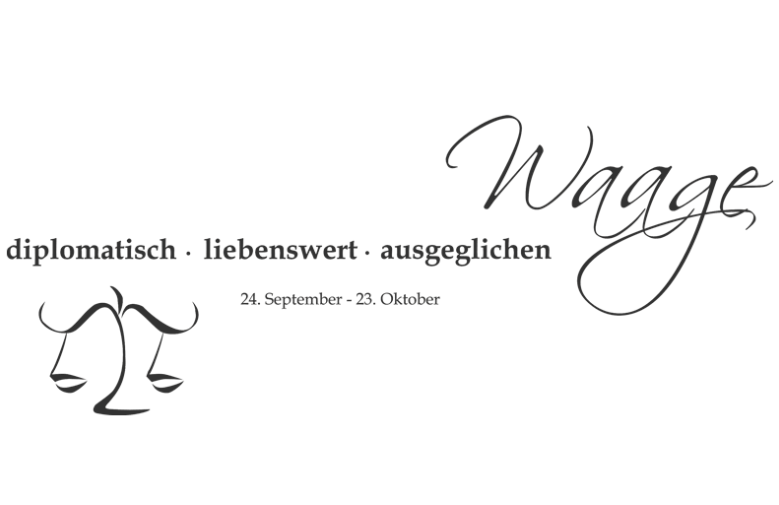 Waage
diplomatisch · liebenswert · ausgeglichen
24. September - 23. Oktober